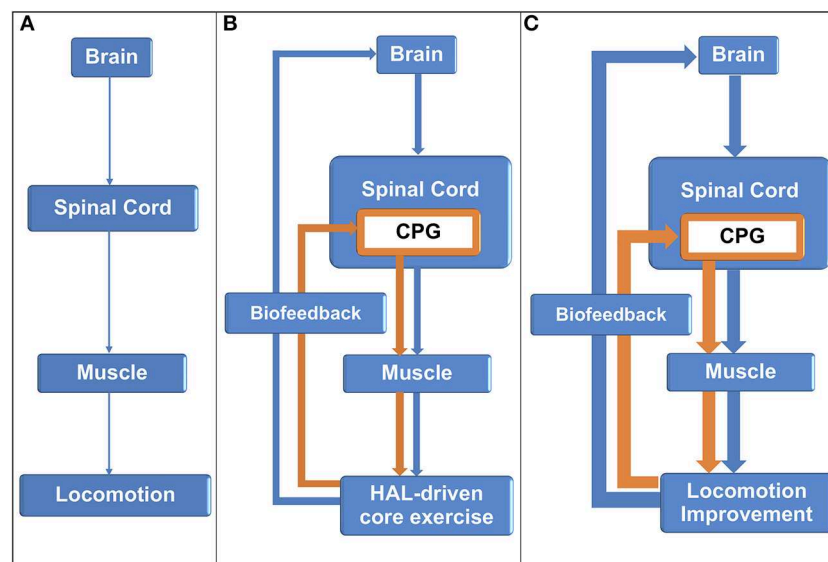 A
Brain
Spinal Cord
Muscle
Locomotion
B
Brain
Spinal Cord
CPG
Biofeedback
Muscle
HAL-driven
core exercise
C
Brain
Spinal Cord
CPG
Biofeedback
Muscle
Locomotion
Improvement